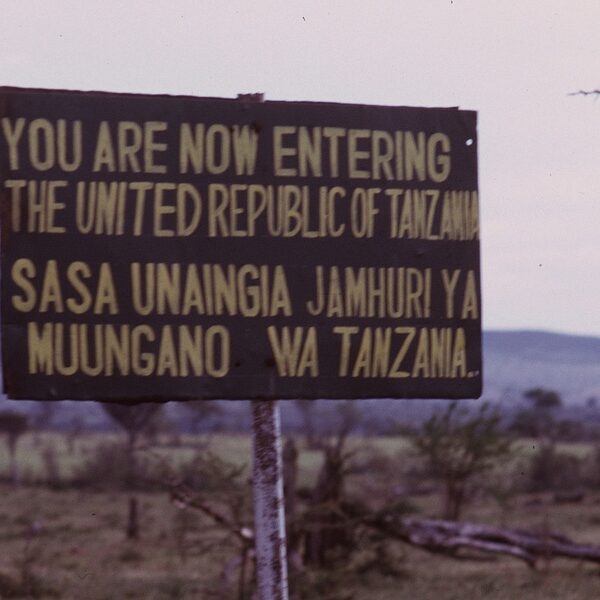 YOU ARE NOW ENTERING
THE UNITED REPUBLIC OF TANZANIA
SASA UNAINGIA JAMHURI YA
MUUNGANO WA TANZANIA.